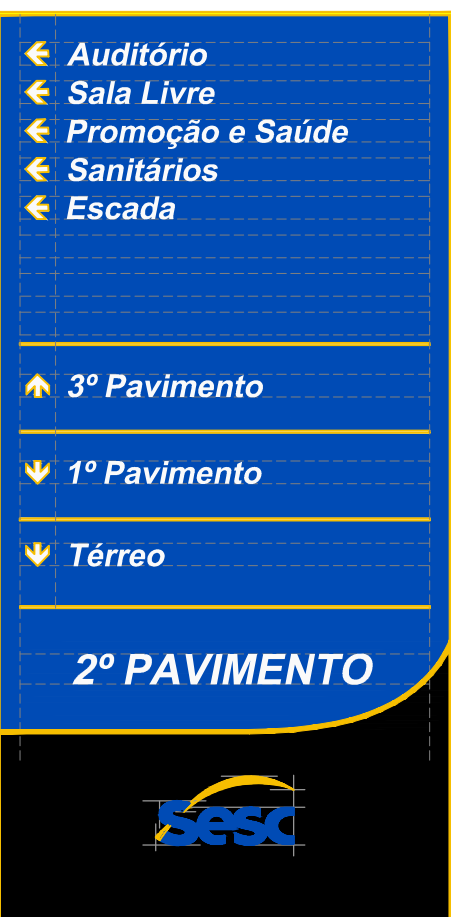 Auditório
Sala Livre
Promoção e Saúde
Sanitários
Escada
3º Pavimento
1º Pavimento
Térreo
2º PAVIMENTO
Sesc